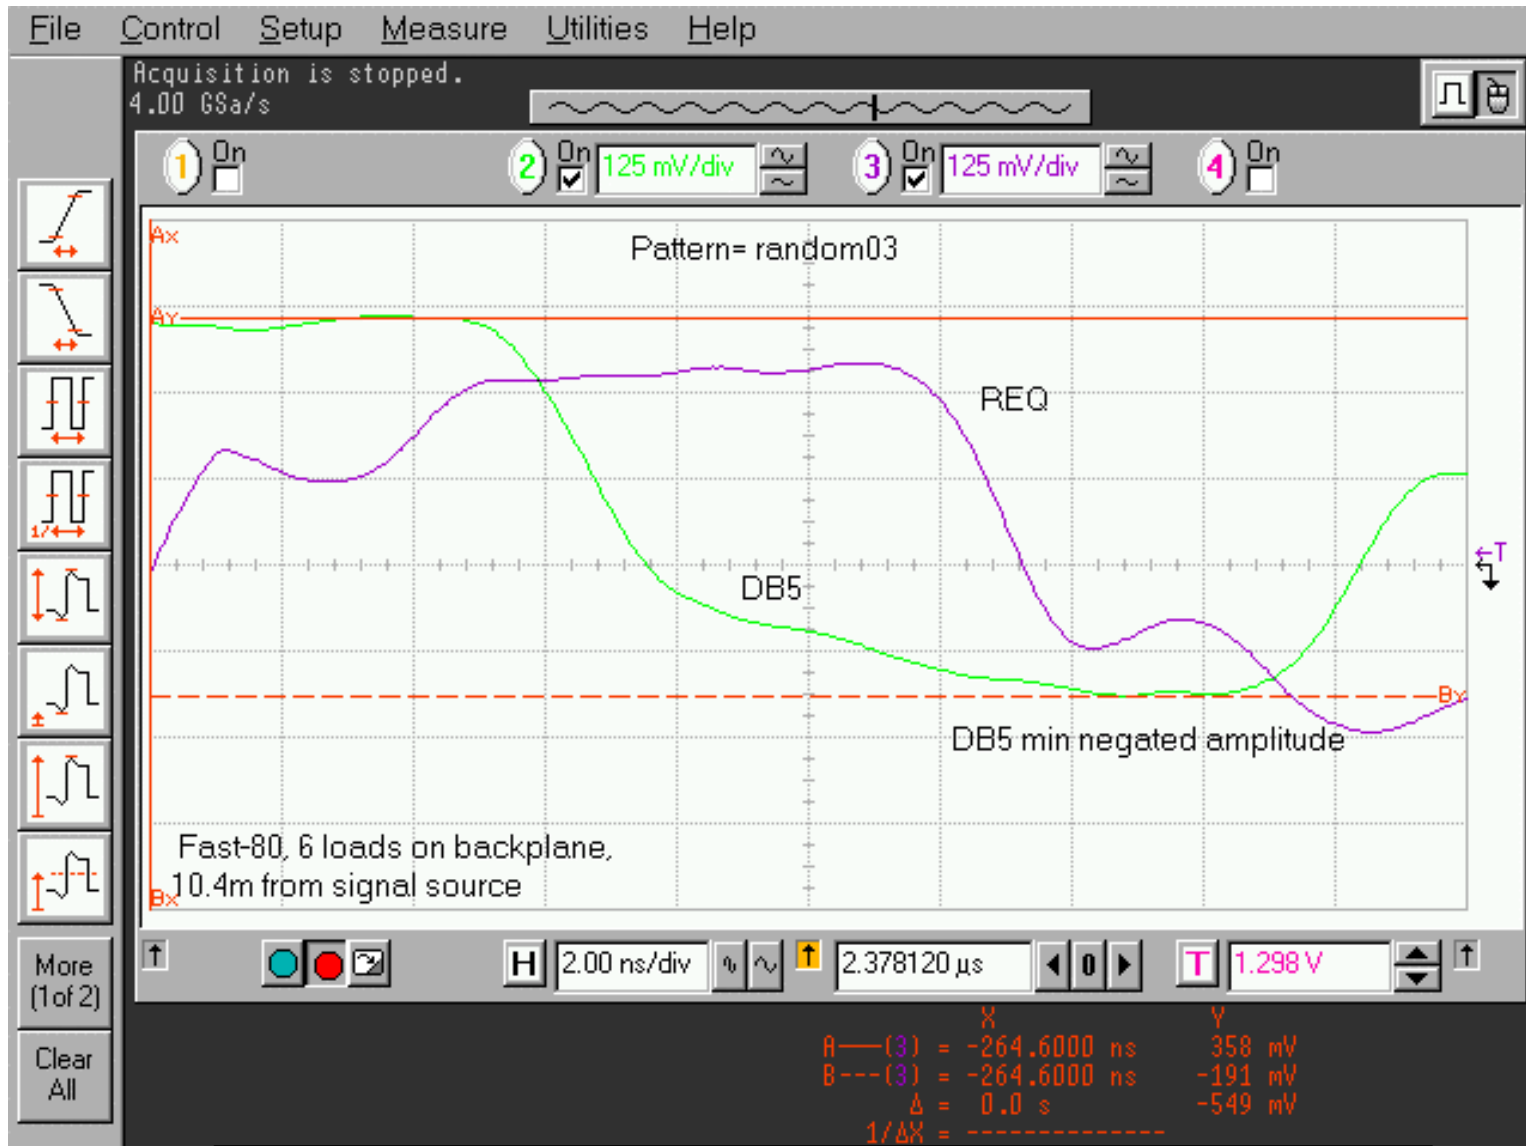 File Control Setup Measure Utilities Help
Acquisition is stopped.
4.00 GSa/s
1 On
2 On 125 mV/div
3 On 125 mV/div
4 On
Ax
Pattern= random03
Ay
REQ
T
DB5
Bx
DB5 min negated amplitude
Fast-80, 6 loads on backplane,
10.4m from signal source
Bx
1/
More
(1of 2)
Clear
All
H 2.00 ns/div 2.378120 µs 0 T 1.298 V
X Y
A——(3) = -264.6000 ns 358 mV
B---(3) = -264.6000 ns -191 mV
Δ = 0.0 s -549 mV
1/ΔX = --------------